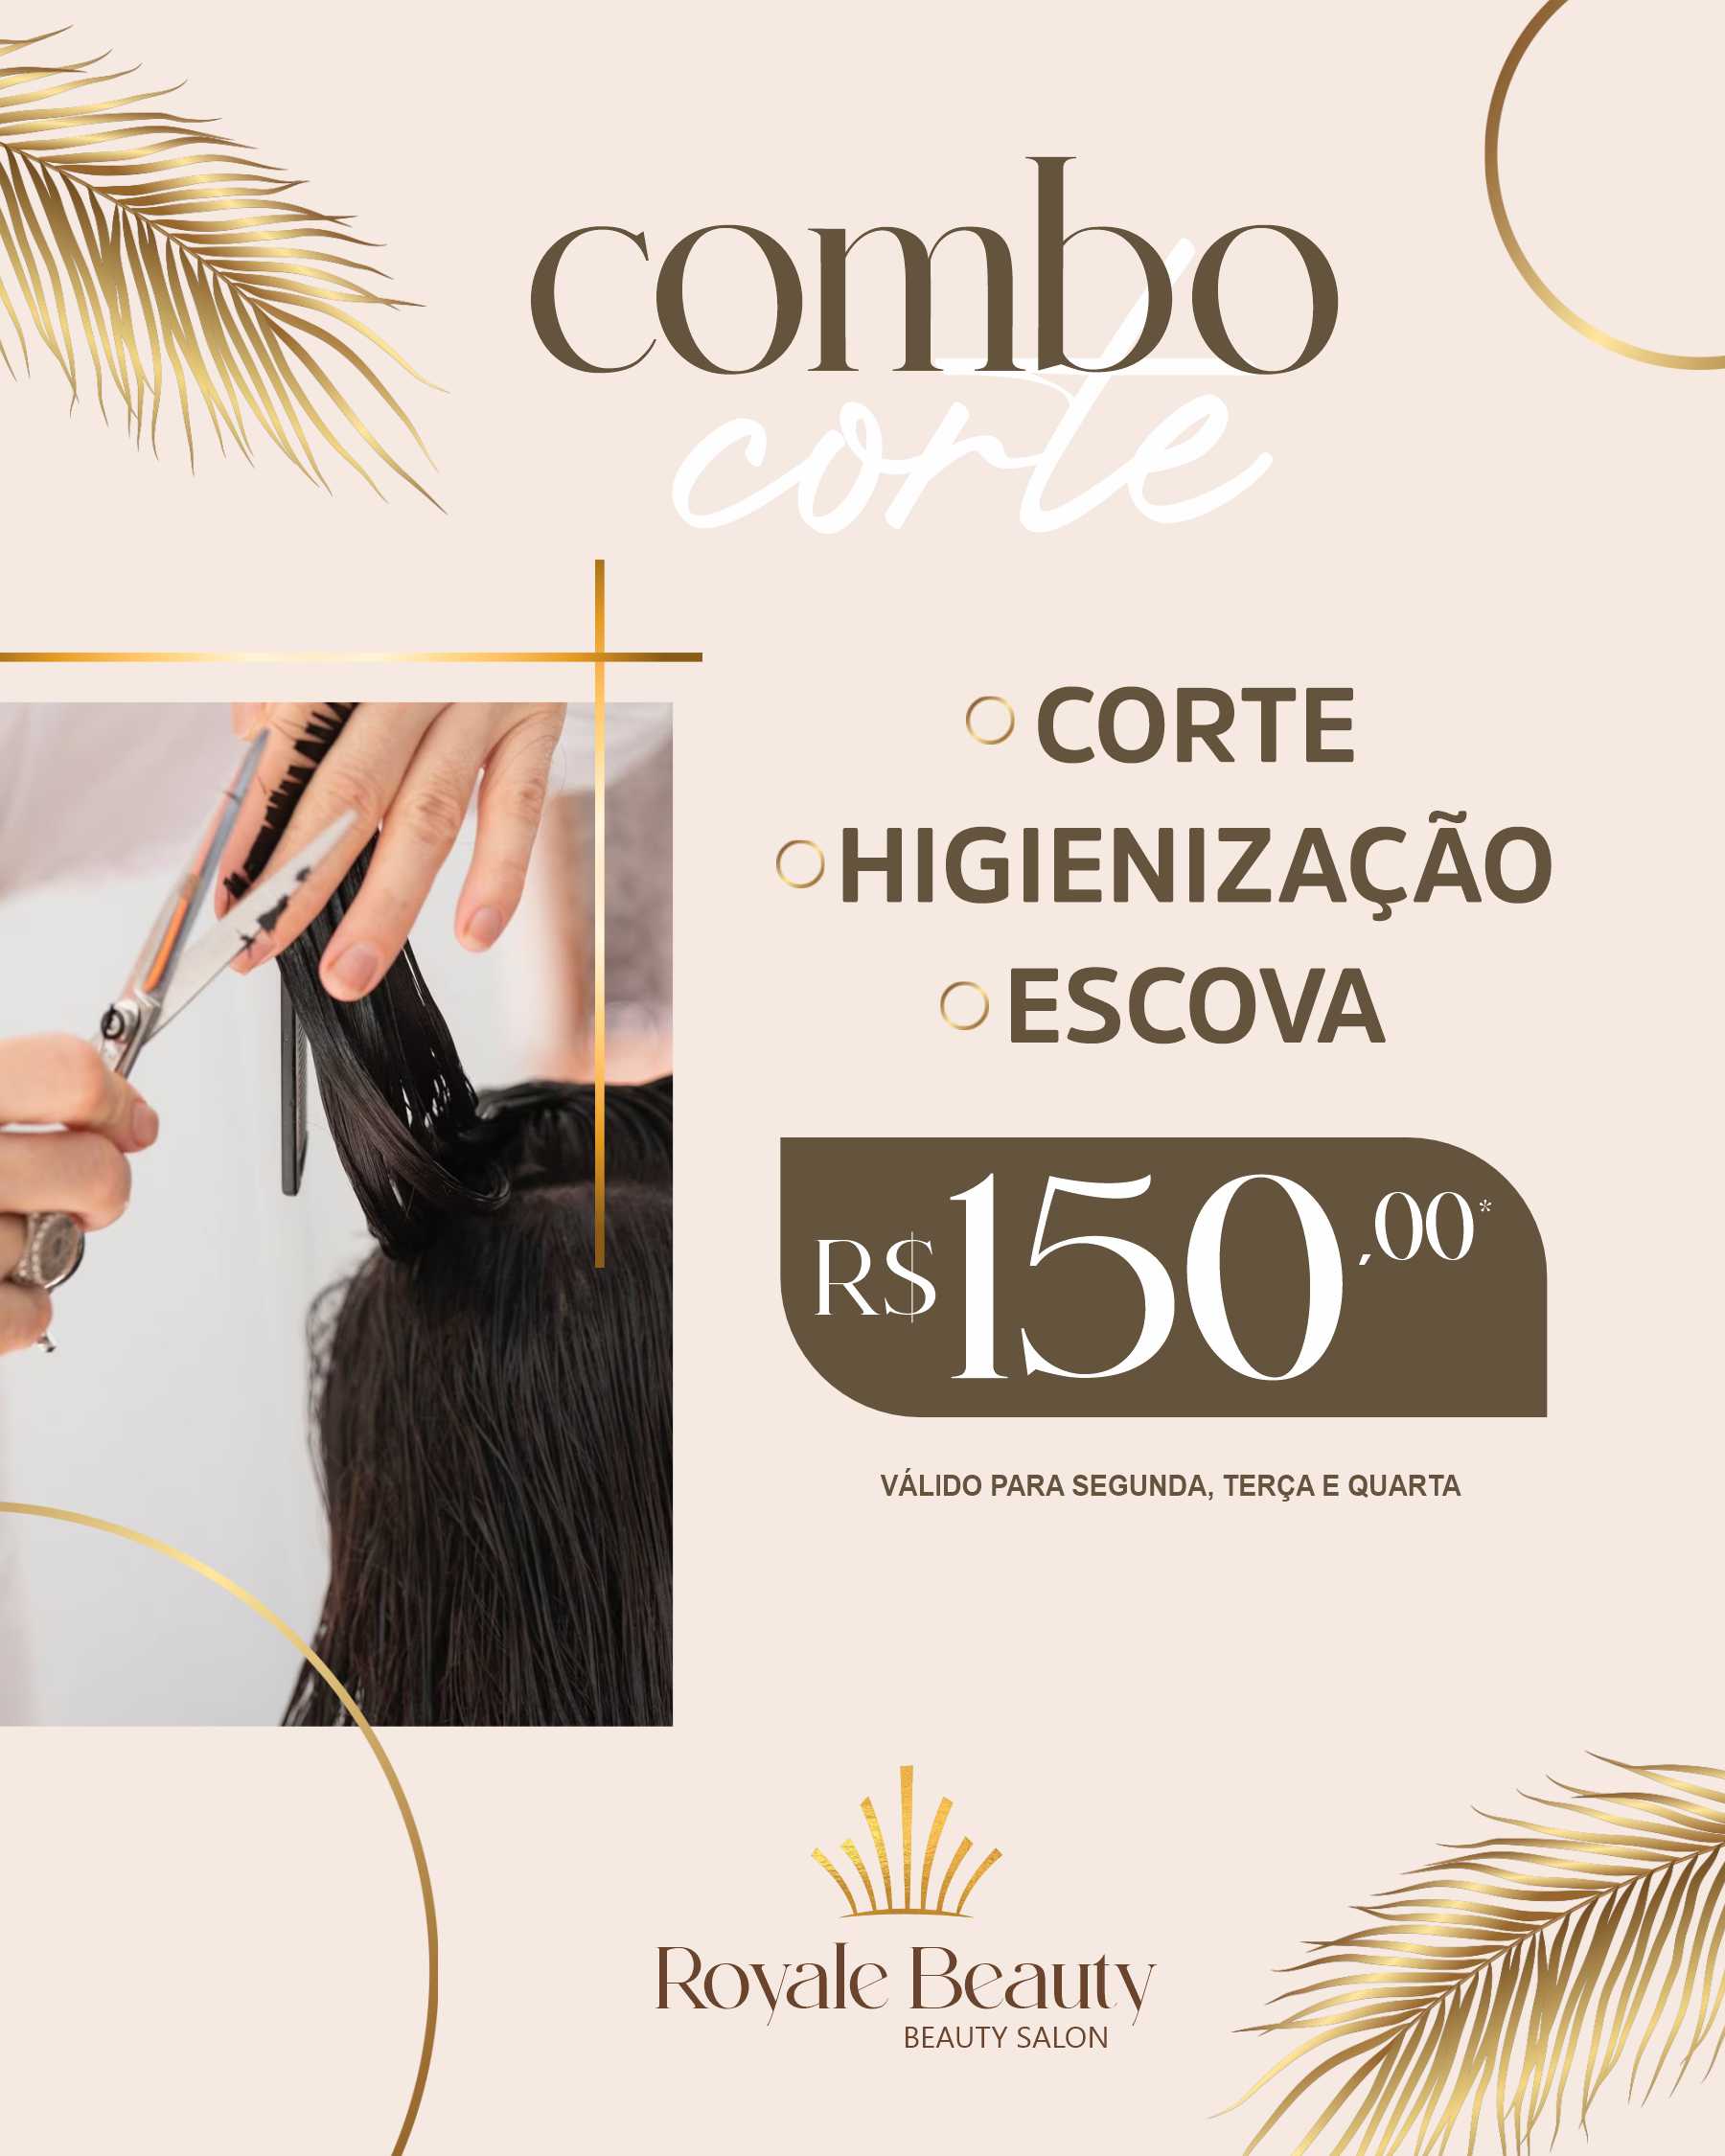 combo
corte
CORTE
HIGIENIZAÇÃO
ESCOVA
R$150,00*
VÁLIDO PARA SEGUNDA, TERÇA E QUARTA
Royale Beauty
BEAUTY SALON